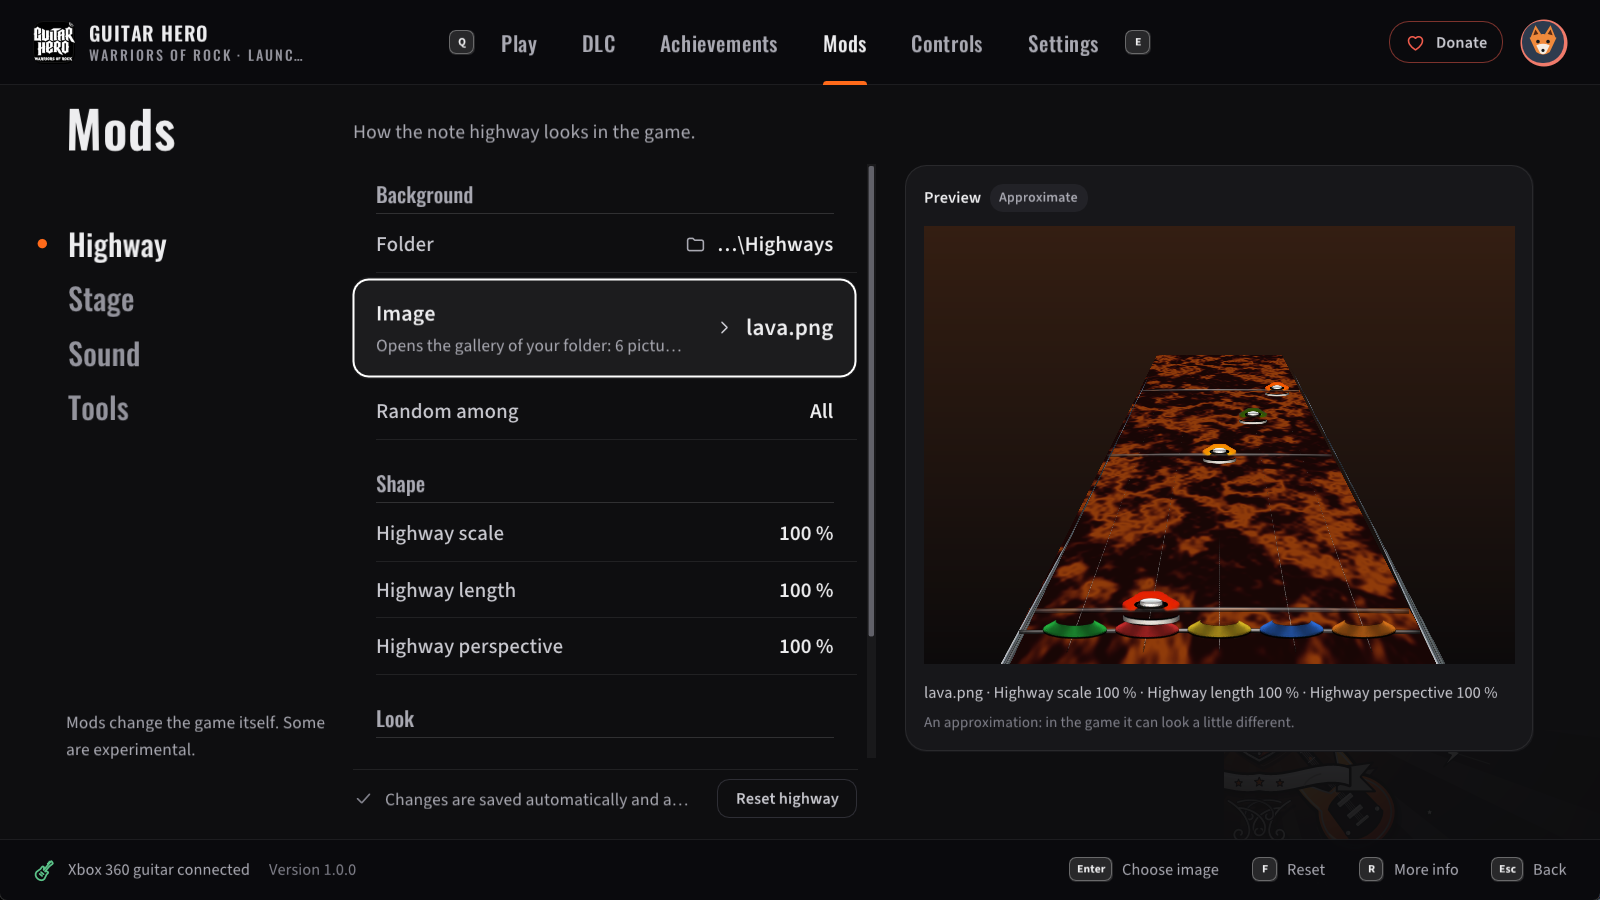 GUITAR HERO
WARRIORS OF ROCK
GUITAR HERO
WARRIORS OF ROCK · LAUNC...
Q
Play
DLC
Achievements
Mods
Controls
Settings
E
Donate
Mods
How the note highway looks in the game.
Highway
Stage
Sound
Tools
Mods change the game itself. Some
are experimental.
Background
Folder
...\Highways
Image
Opens the gallery of your folder: 6 pictu...
lava.png
Random among
All
Shape
Highway scale
100 %
Highway length
100 %
Highway perspective
100 %
Look
Changes are saved automatically and a...
Reset highway
Preview
Approximate
lava.png · Highway scale 100 % · Highway length 100 % · Highway perspective 100 %
An approximation: in the game it can look a little different.
Xbox 360 guitar connected
Version 1.0.0
Enter
Choose image
F
Reset
R
More info
Esc
Back